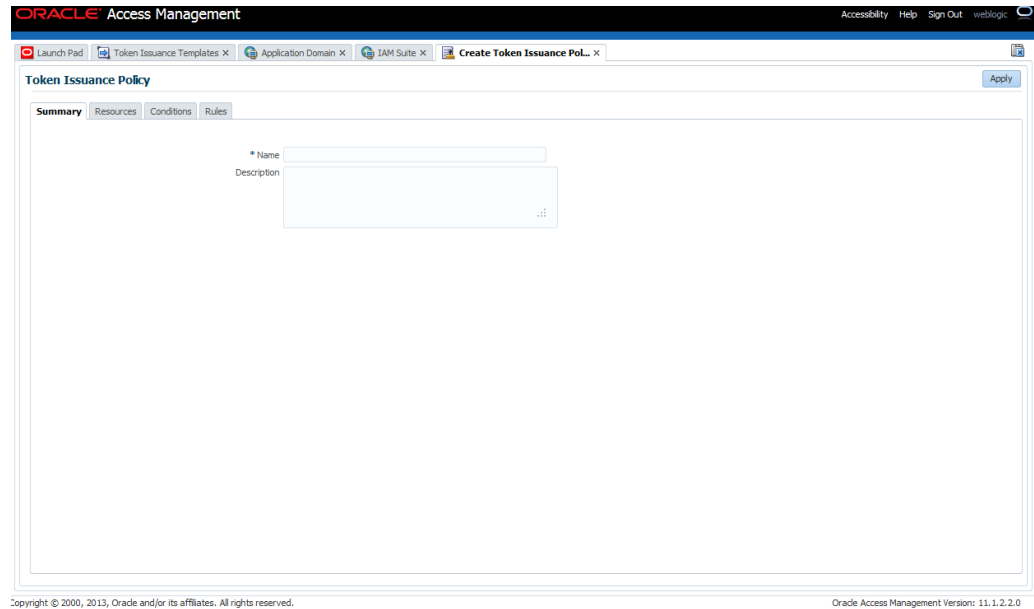 ORACLE Access Management
Accessibility Help Sign Out weblogic
Launch Pad Token Issuance Templates × Application Domain × IAM Suite × Create Token Issuance Pol... ×
Token Issuance Policy
Apply
Summary Resources Conditions Rules
* Name
Description
Copyright © 2000, 2013, Oracle and/or its affiliates. All rights reserved.
Oracle Access Management Version: 11.1.2.2.0